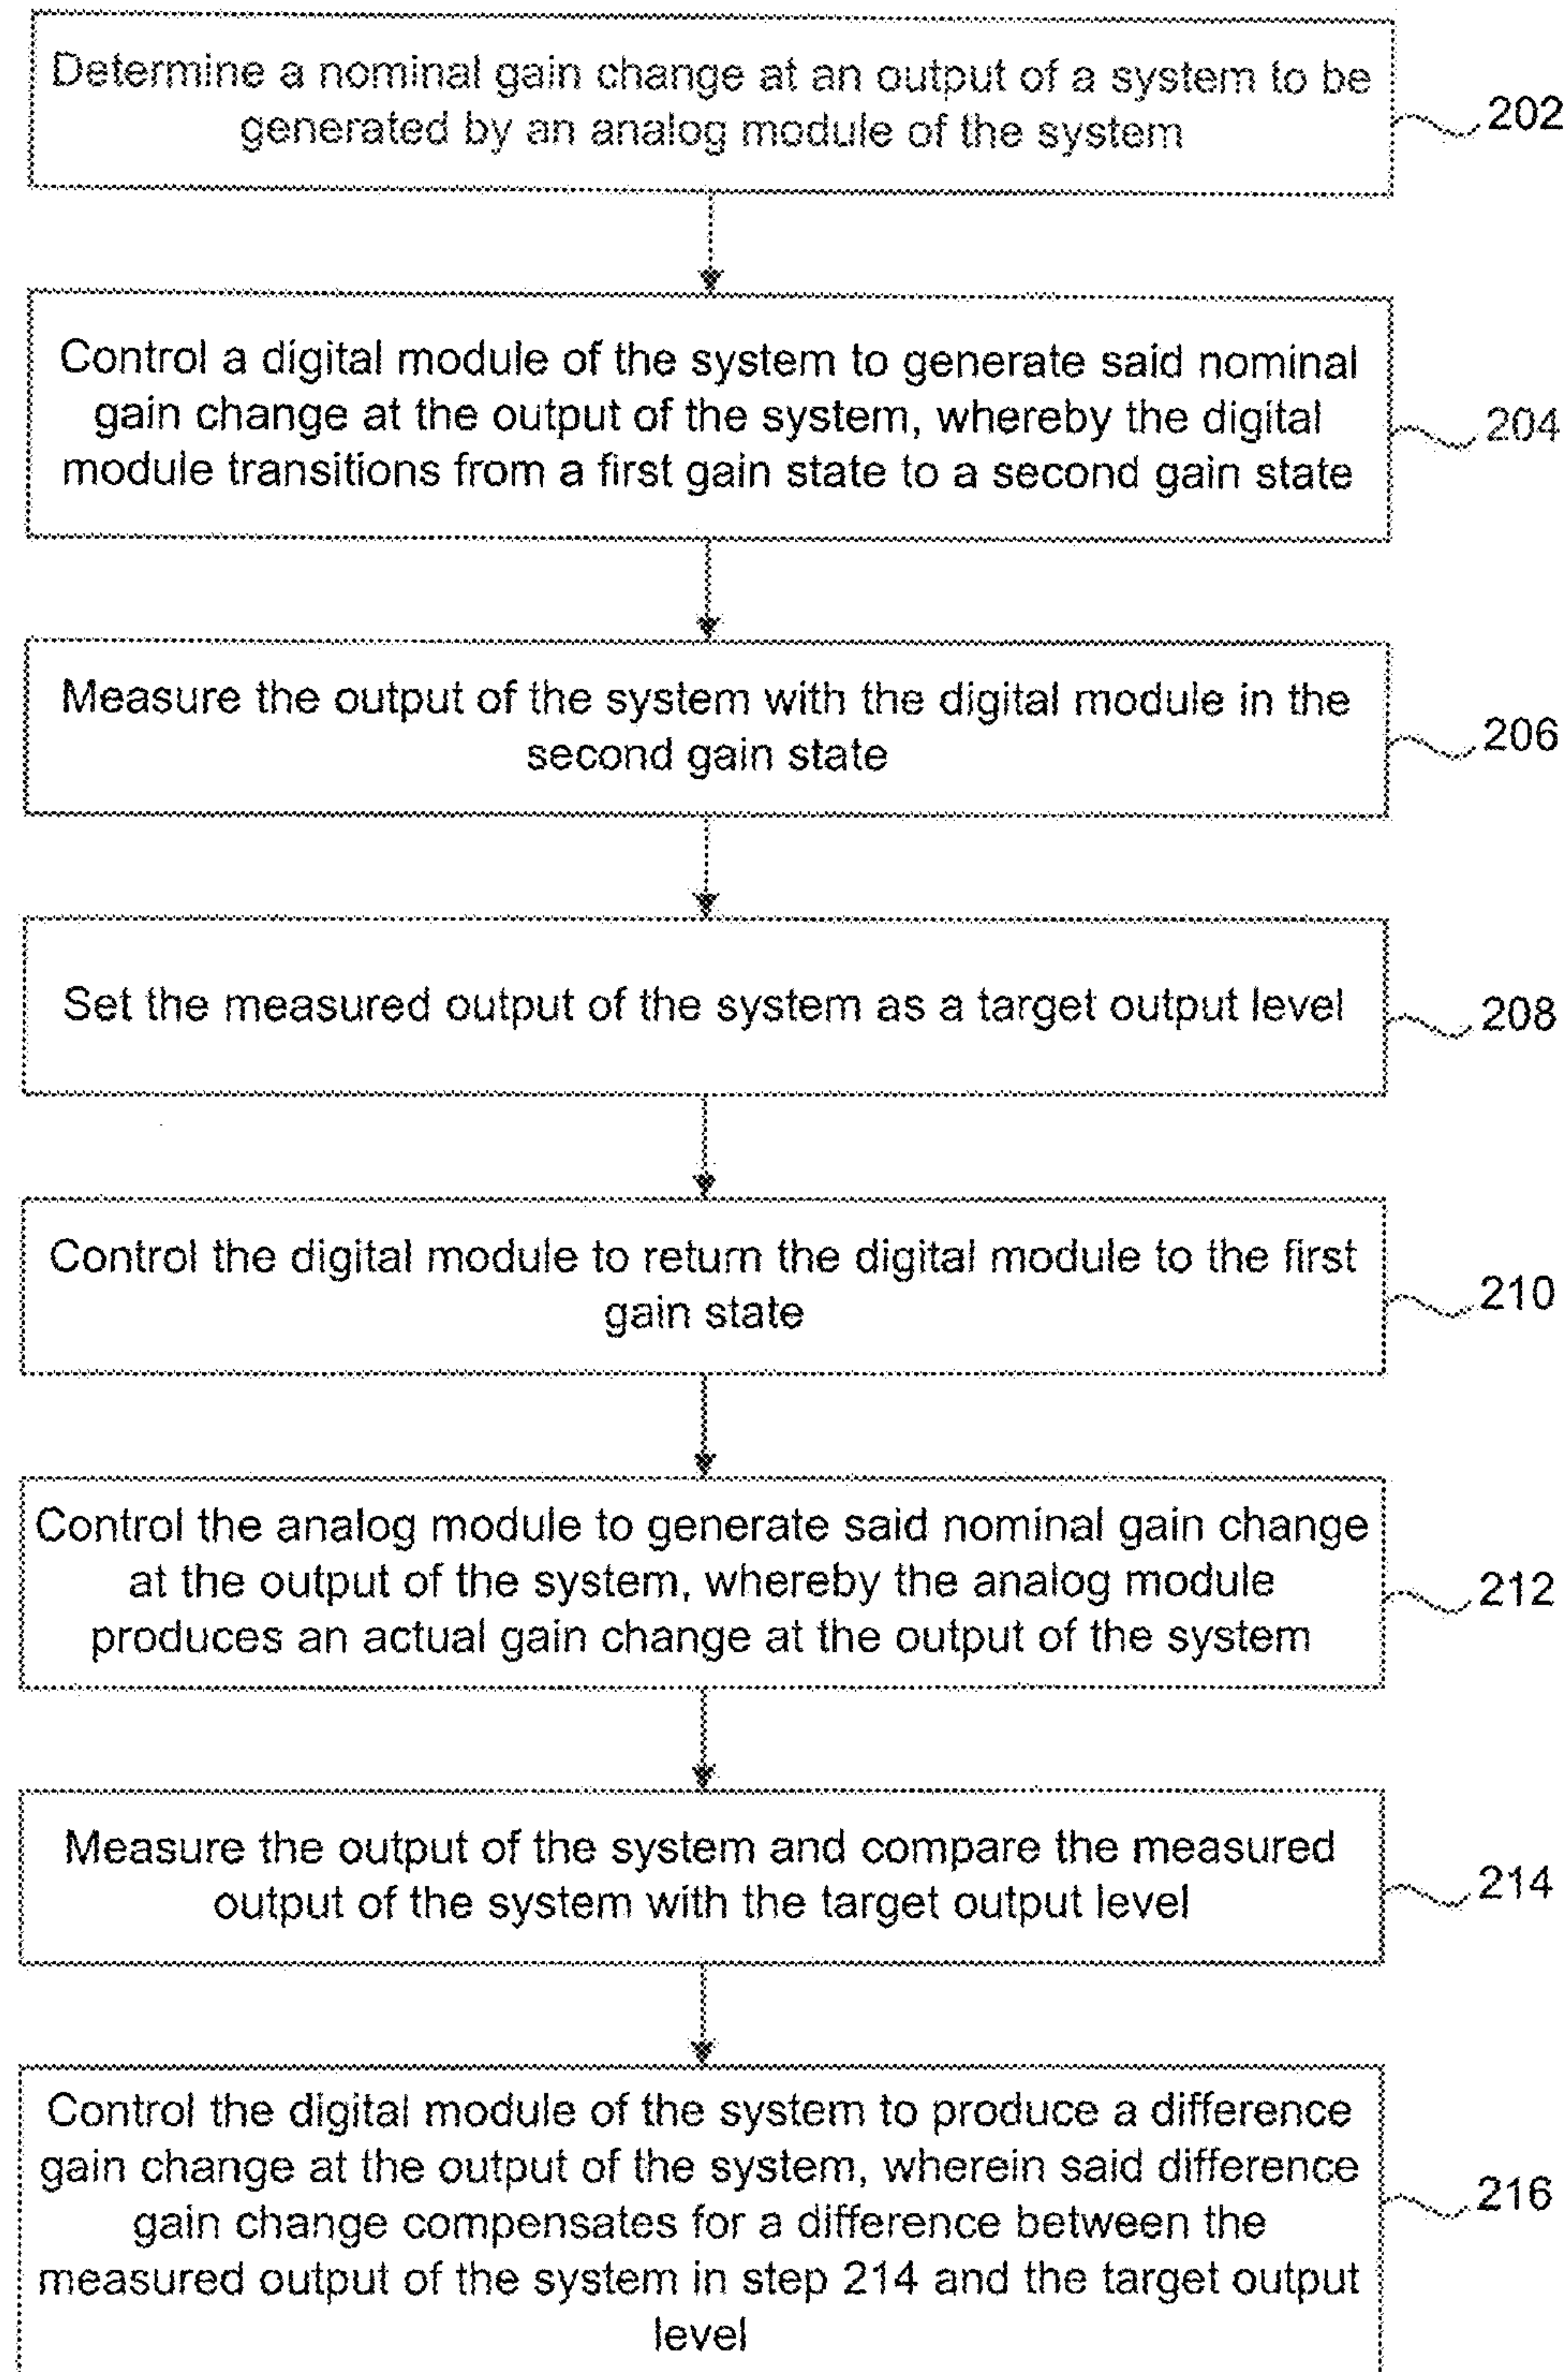 Determine a nominal gain change at an output of a system to be
generated by an analog module of the system
202
Control a digital module of the system to generate said nominal
gain change at the output of the system, whereby the digital
module transitions from a first gain state to a second gain state
204
Measure the output of the system with the digital module in the
second gain state
206
Set the measured output of the system as a target output level
208
Control the digital module to return the digital module to the first
gain state
210
Control the analog module to generate said nominal gain change
at the output of the system, whereby the analog module
produces an actual gain change at the output of the system
212
Measure the output of the system and compare the measured
output of the system with the target output level
214
Control the digital module of the system to produce a difference
gain change at the output of the system, wherein said difference
gain change compensates for a difference between the
measured output of the system in step 214 and the target output
level
216